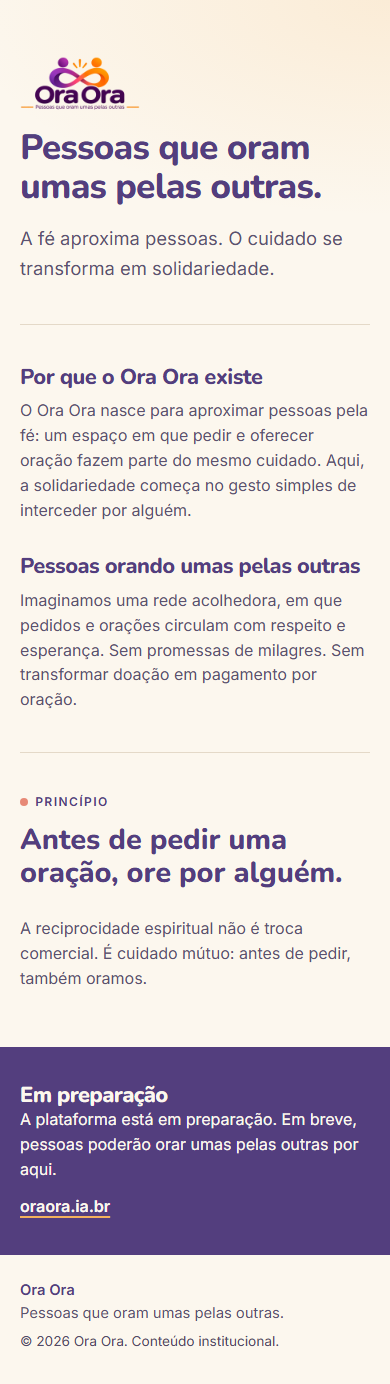 Ora Ora
Pessoas que oram umas pelas outras
Pessoas que oram
umas pelas outras.
A fé aproxima pessoas. O cuidado se
transforma em solidariedade.
Por que o Ora Ora existe
O Ora Ora nasce para aproximar pessoas pela
fé: um espaço em que pedir e oferecer
oração fazem parte do mesmo cuidado. Aqui,
a solidariedade começa no gesto simples de
interceder por alguém.
Pessoas orando umas pelas outras
Imaginamos uma rede acolhedora, em que
pedidos e orações circulam com respeito e
esperança. Sem promessas de milagres. Sem
transformar doação em pagamento por
oração.
PRINCÍPIO
Antes de pedir uma
oração, ore por alguém.
A reciprocidade espiritual não é troca
comercial. É cuidado mútuo: antes de pedir,
também oramos.
Em preparação
A plataforma está em preparação. Em breve,
pessoas poderão orar umas pelas outras por
aqui.
oraora.ia.br
Ora Ora
Pessoas que oram umas pelas outras.
© 2026 Ora Ora. Conteúdo institucional.